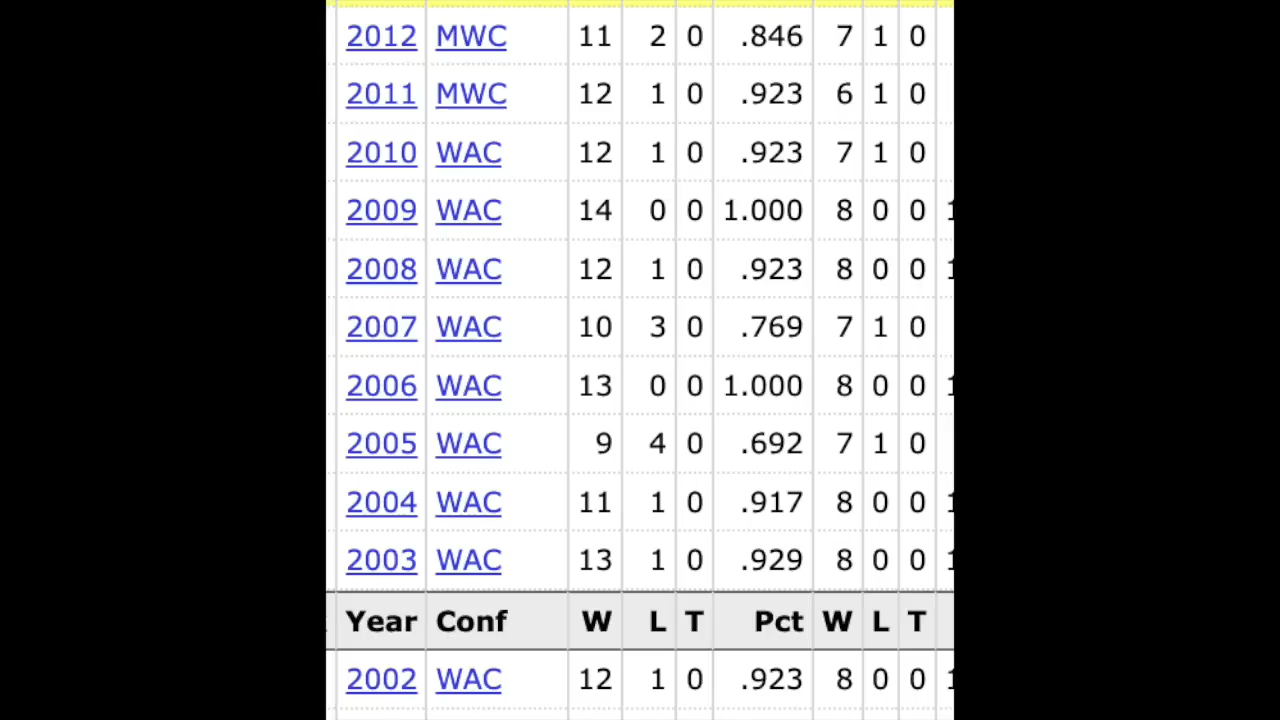 2012 MWC 11 2 0 .846 7 1 0
2011 MWC 12 1 0 .923 6 1 0
2010 WAC 12 1 0 .923 7 1 0
2009 WAC 14 0 0 1.000 8 0 0
2008 WAC 12 1 0 .923 8 0 0
2007 WAC 10 3 0 .769 7 1 0
2006 WAC 13 0 0 1.000 8 0 0
2005 WAC 9 4 0 .692 7 1 0
2004 WAC 11 1 0 .917 8 0 0
2003 WAC 13 1 0 .929 8 0 0
Year Conf W L T Pct W L T
2002 WAC 12 1 0 .923 8 0 0